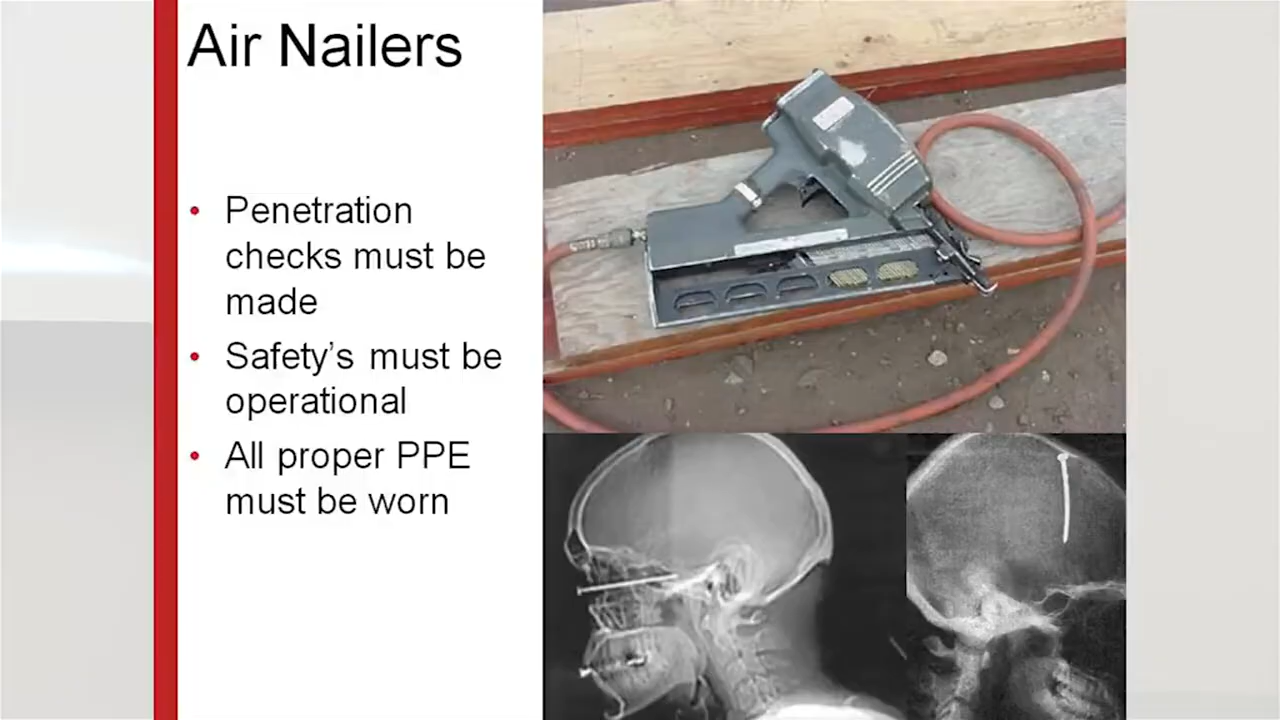 Air Nailers
• Penetration
checks must be
made
• Safety’s must be
operational
• All proper PPE
must be worn